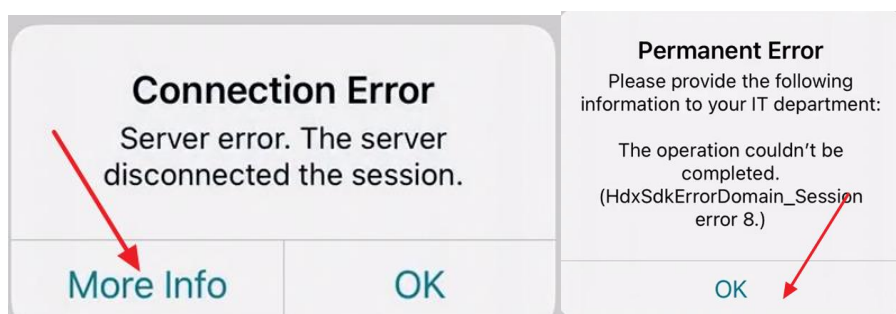 Connection Error
Server error. The server
disconnected the session.
More Info
OK
Permanent Error
Please provide the following
information to your IT department:
The operation couldn't be
completed.
(HdxSdkErrorDomain_Session
error 8.)
OK